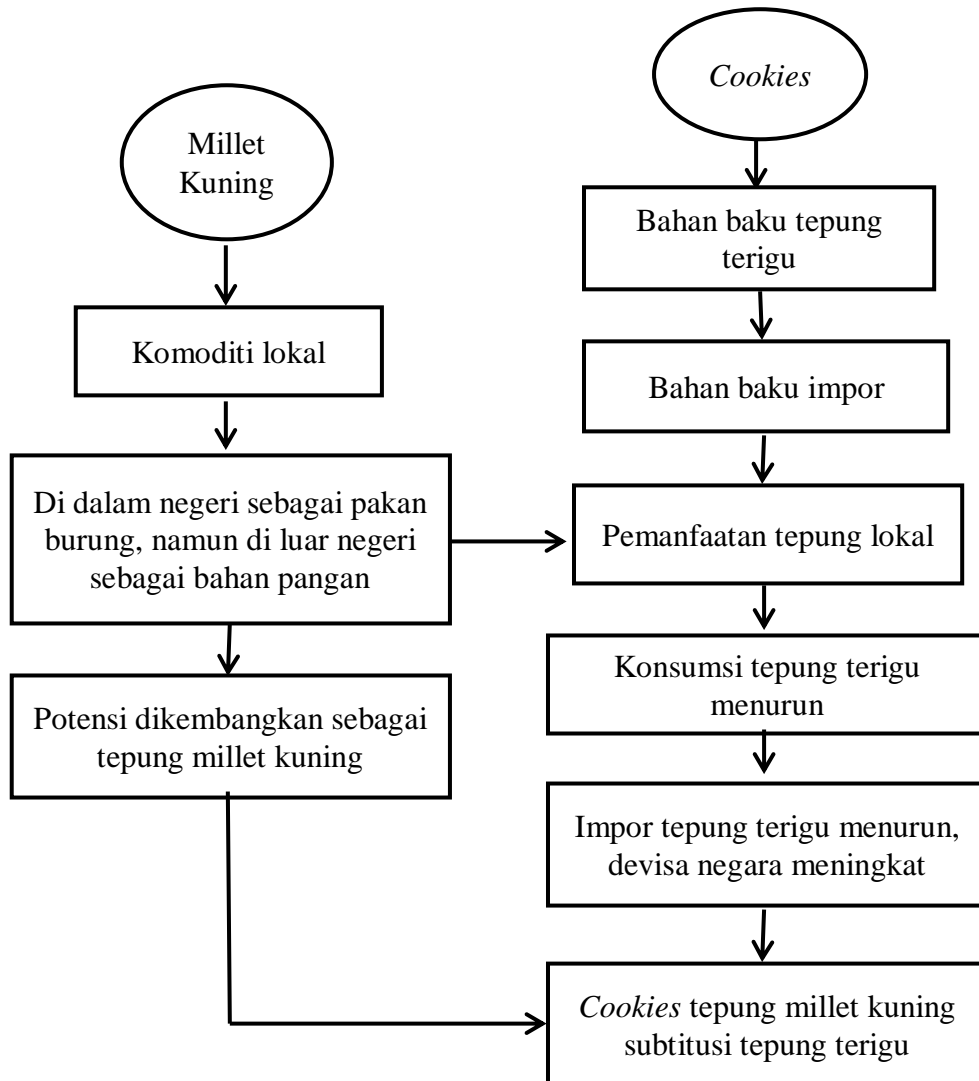 Millet
Kuning
Komoditi lokal
Di dalam negeri sebagai pakan
burung, namun di luar negeri
sebagai bahan pangan
Potensi dikembangkan sebagai
tepung millet kuning
Cookies
Bahan baku tepung
terigu
Bahan baku impor
Pemanfaatan tepung lokal
Konsumsi tepung terigu
menurun
Impor tepung terigu menurun,
devisa negara meningkat
Cookies tepung millet kuning
subtitusi tepung terigu